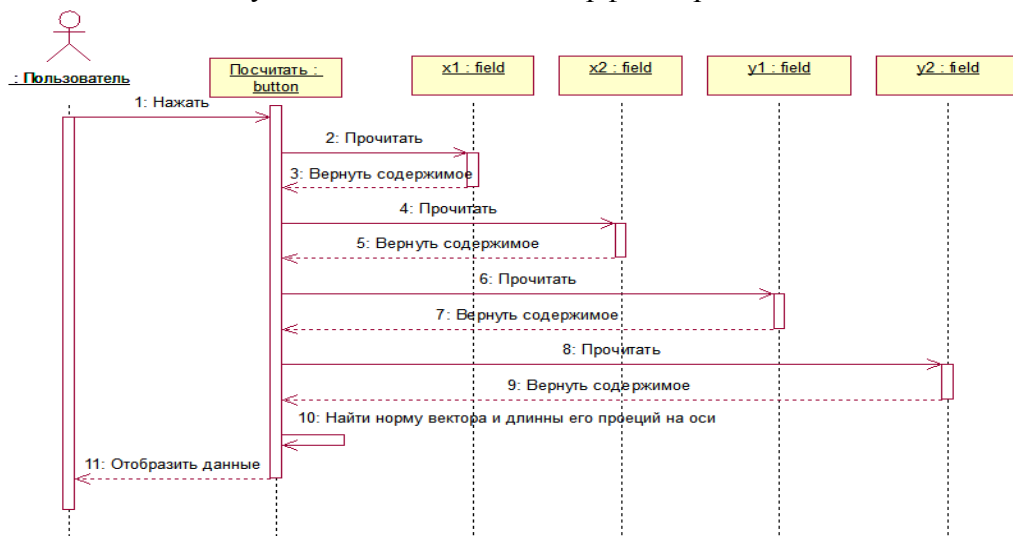 : Пользователь
Посчитать :
button
x1 : field
x2 : field
y1 : field
y2 : field
1: Нажать
2: Прочитать
3: Вернуть содержимое
4: Прочитать
5: Вернуть содержимое
6: Прочитать
7: Вернуть содержимое
8: Прочитать
9: Вернуть содержимое
10: Найти норму вектора и длинны его проеций на оси
11: Отобразить данные